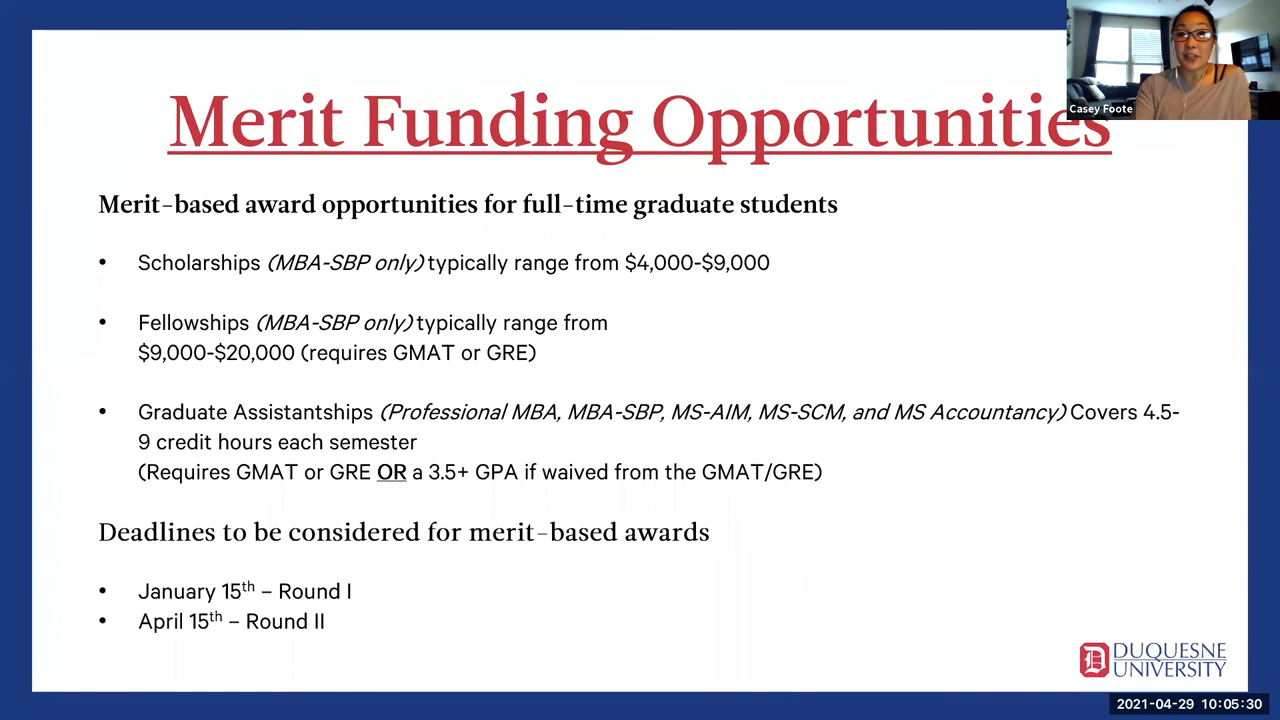 Merit Funding Opportunities
Casey Foote
Merit-based award opportunities for full-time graduate students
• Scholarships (MBA-SBP only) typically range from $4,000-$9,000
• Fellowships (MBA-SBP only) typically range from
$9,000-$20,000 (requires GMAT or GRE)
• Graduate Assistantships (Professional MBA, MBA-SBP, MS-AIM, MS-SCM, and MS Accountancy) Covers 4.5-
9 credit hours each semester
(Requires GMAT or GRE OR a 3.5+ GPA if waived from the GMAT/GRE)
Deadlines to be considered for merit-based awards
• January 15th – Round I
• April 15th – Round II
D DUQUESNE
UNIVERSITY
2021-04-29 10:05:30